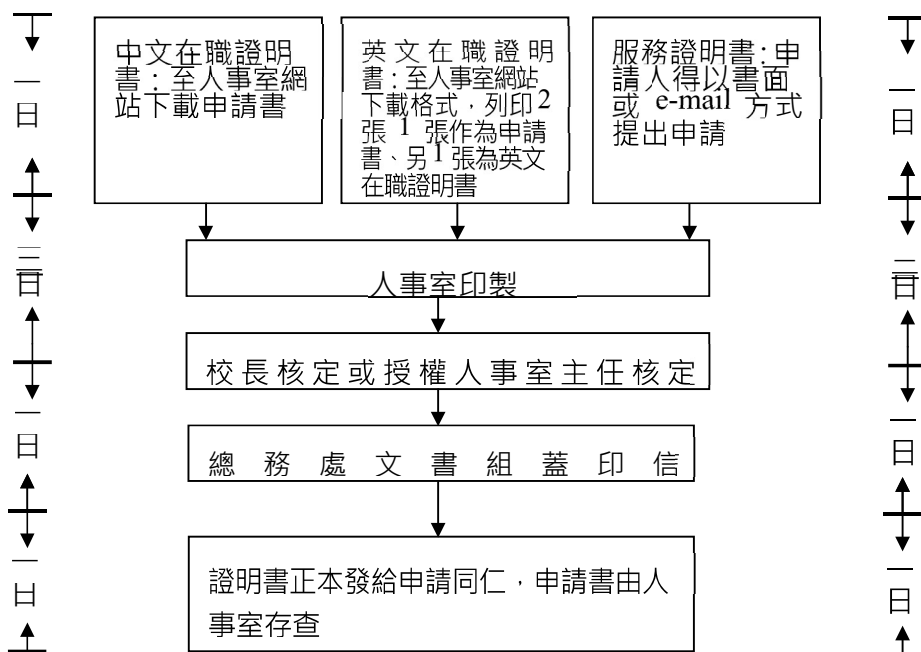 中文在職證明
書：至人事室網
站下載申請書
英文在職證明
書：至人事室網站
下載格式，列印2
張 1 張作為申請
書、另1張為英文
在職證明書
服務證明書：申
請人得以書面
或 e-mail 方式
提出申請
人事室印製
校長核定或授權人事室主任核定
總務處文書組蓋印信
證明書正本發給申請同仁，申請書由人
事室存查
一
日
三
日
一
日
一
日
一
日
二
日
一
日
一
日